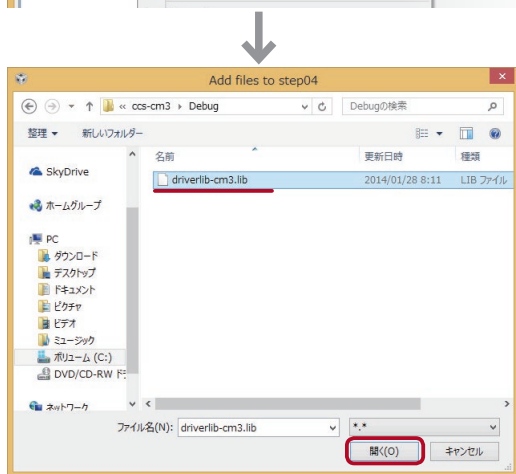 Add files to step04
« ccs-cm3 › Debug
Debugの検索
整理 ▼ 新しいフォルダー
名前 更新日時 種類
SkyDrive
driverlib-cm3.lib 2014/01/28 8:11 LIB ファイル
ホームグループ
PC
ダウンロード
デスクトップ
ドキュメント
ピクチャ
ビデオ
ミュージック
ボリューム (C:)
DVD/CD-RW
ネットワーク
ファイル名(N): driverlib-cm3.lib *.*
開く(O) キャンセル